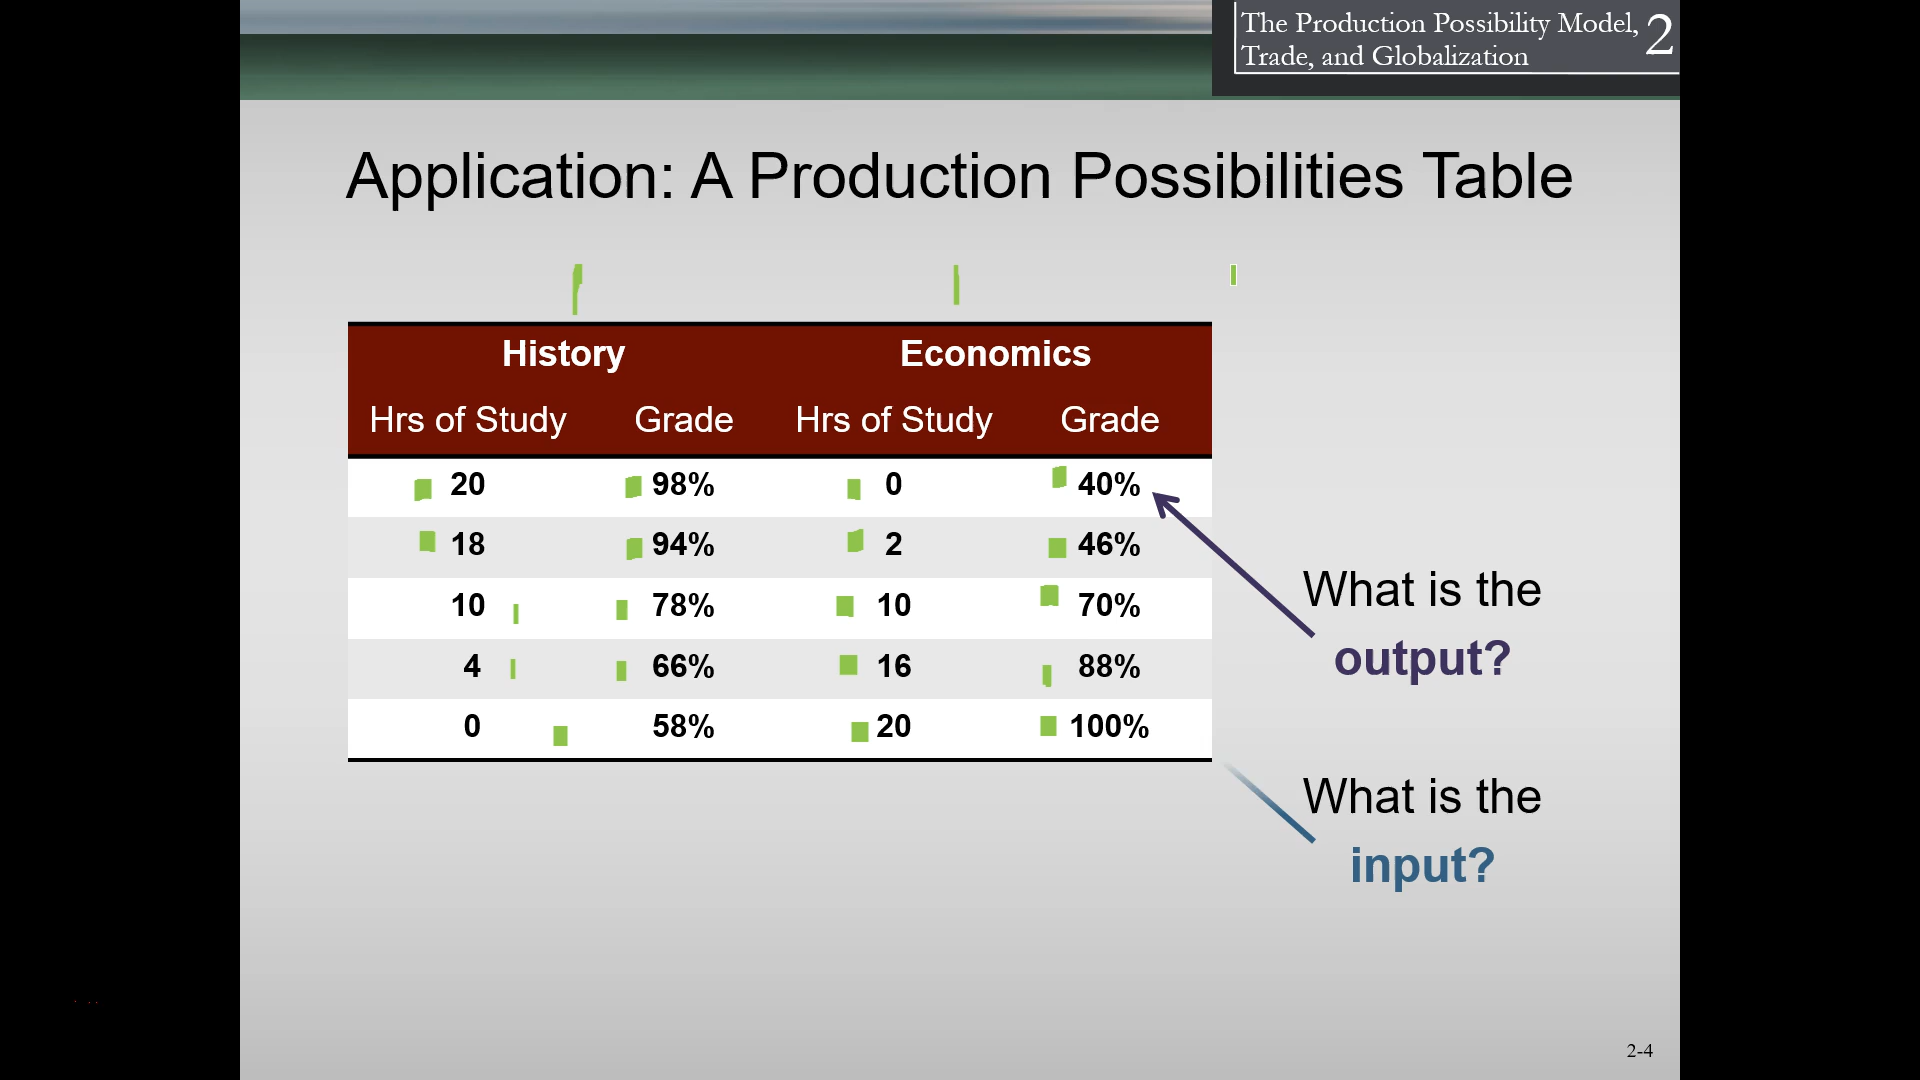 The Production Possibility Model, 2
Trade, and Globalization
Application: A Production Possibilities Table
History Economics
Hrs of Study Grade Hrs of Study Grade
20 98% 0 40%
18 94% 2 46%
10 78% 10 70%
4 66% 16 88%
0 58% 20 100%
What is the
output?
What is the
input?
2-4